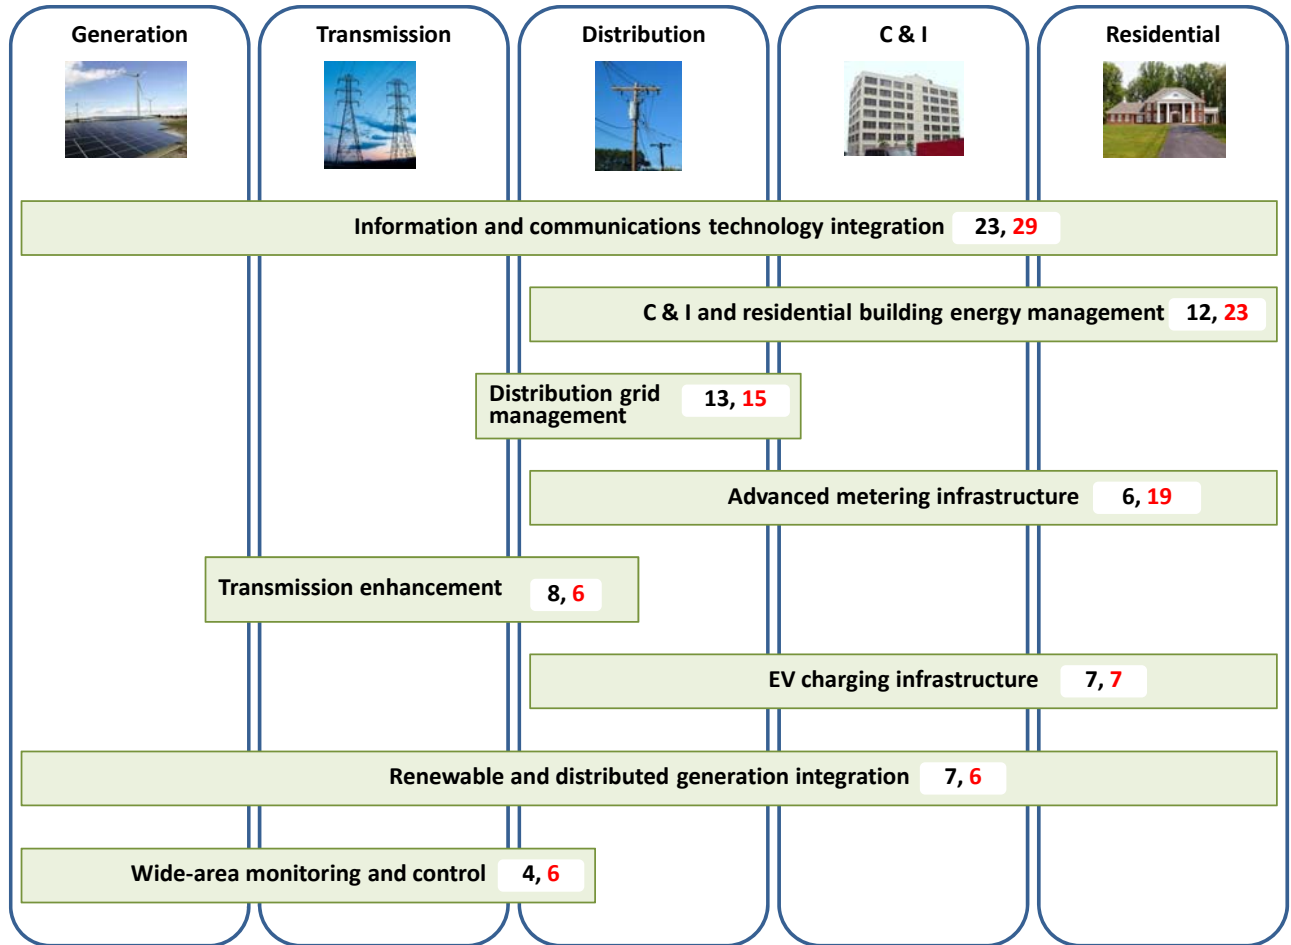 Generation
Transmission
Distribution
C & I
Residential
Information and communications technology integration 23, 29
C & I and residential building energy management 12, 23
Distribution grid
management 13, 15
Advanced metering infrastructure 6, 19
Transmission enhancement 8, 6
EV charging infrastructure 7, 7
Renewable and distributed generation integration 7, 6
Wide-area monitoring and control 4, 6